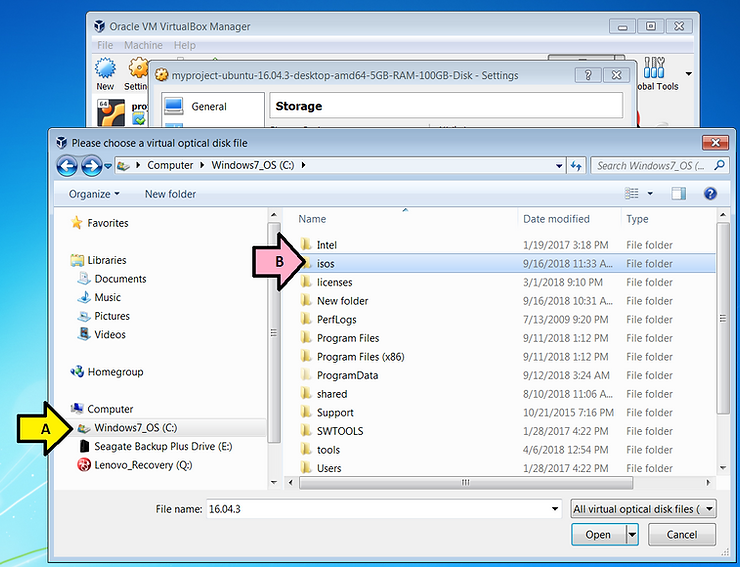 Oracle VM VirtualBox Manager
File Machine Help
New
Settin
obal Tools
64
pro
myproject-ubuntu-16.04.3-desktop-amd64-5GB-RAM-100GB-Disk - Settings
General
Storage
Please choose a virtual optical disk file
Computer Windows7_OS (C:)
Search Windows7_OS (...
Organize New folder
Favorites
Libraries
Documents
Music
Pictures
Videos
Homegroup
Computer
A
Windows7_OS (C:)
Seagate Backup Plus Drive (E:)
Lenovo_Recovery (Q:)
Name Date modified Type
Intel 1/19/2017 3:18 PM File folder
B
isos 9/16/2018 11:33 A... File folder
licenses 3/1/2018 9:10 PM File folder
New folder 9/16/2018 10:31 A... File folder
PerfLogs 7/13/2009 9:20 PM File folder
Program Files 9/11/2018 1:12 PM File folder
Program Files (x86) 9/11/2018 1:12 PM File folder
ProgramData 9/12/2018 3:24 AM File folder
shared 8/10/2018 11:06 A... File folder
Support 10/21/2015 7:16 PM File folder
SWTOOLS 1/28/2017 4:22 PM File folder
tools 4/6/2018 12:54 PM File folder
Users 1/28/2017 4:22 PM File folder
File name: 16.04.3
All virtual optical disk files (
Open Cancel